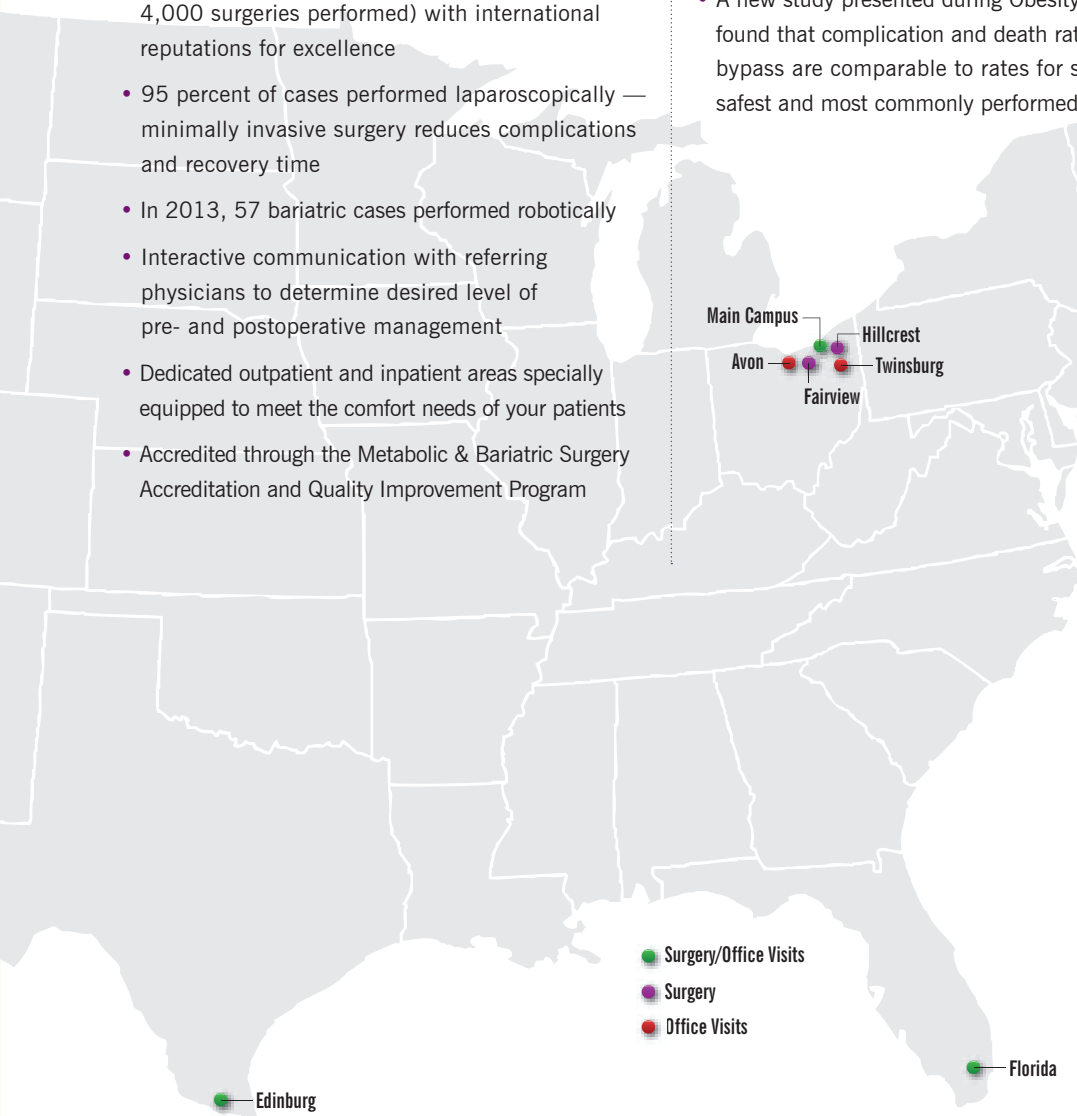 4,000 surgeries performed) with international
reputations for excellence
• 95 percent of cases performed laparoscopically —
minimally invasive surgery reduces complications
and recovery time
• In 2013, 57 bariatric cases performed robotically
• Interactive communication with referring
physicians to determine desired level of
pre- and postoperative management
• Dedicated outpatient and inpatient areas specially
equipped to meet the comfort needs of your patients
• Accredited through the Metabolic & Bariatric Surgery
Accreditation and Quality Improvement Program
• A new study presented during Obesity
found that complication and death rat
bypass are comparable to rates for s
safest and most commonly performed
Main Campus
Hillcrest
Avon
Twinsburg
Fairview
Surgery/Office Visits
Surgery
Office Visits
Florida
Edinburg